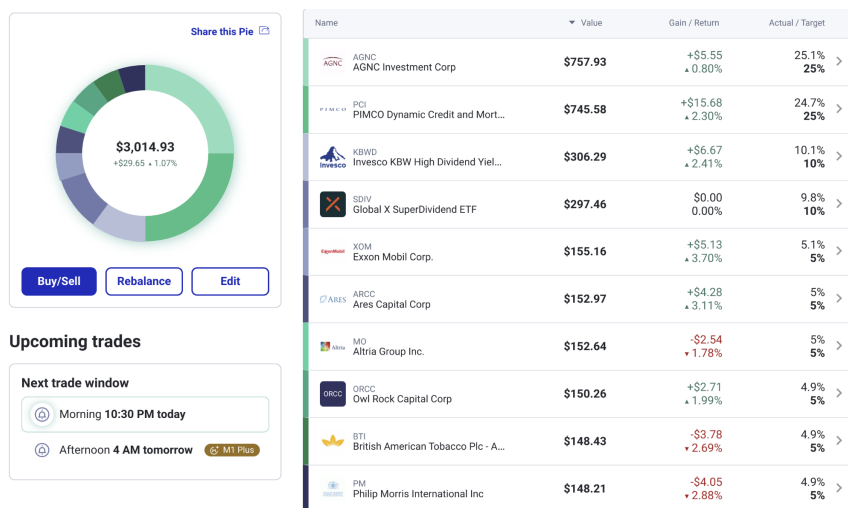 Share this Pie
$3,014.93
+$29.65 ▴ 1.07%
Buy/Sell
Rebalance
Edit
Upcoming trades
Next trade window
Morning 10:30 PM today
Afternoon 4 AM tomorrow
M1 Plus
Name ▼ Value Gain / Return Actual / Target
AGNC
AGNC
AGNC Investment Corp
$757.93
+$5.55
▴ 0.80%
25.1%
25%
PIMCO
PCI
PIMCO Dynamic Credit and Mort...
$745.58
+$15.68
▴ 2.30%
24.7%
25%
Invesco
KBWD
Invesco KBW High Dividend Yiel...
$306.29
+$6.67
▴ 2.41%
10.1%
10%
SDIV
Global X SuperDividend ETF
$297.46
$0.00
0.00%
9.8%
10%
ExxonMobil
XOM
Exxon Mobil Corp.
$155.16
+$5.13
▴ 3.70%
5.1%
5%
ARES
ARCC
Ares Capital Corp
$152.97
+$4.28
▴ 3.11%
5%
5%
Altria
MO
Altria Group Inc.
$152.64
-$2.54
▾ 1.78%
5%
5%
ORCC
ORCC
Owl Rock Capital Corp
$150.26
+$2.71
▴ 1.99%
4.9%
5%
BTI
British American Tobacco Plc - A...
$148.43
-$3.78
▾ 2.69%
4.9%
5%
PM
Philip Morris International Inc
$148.21
-$4.05
▾ 2.88%
4.9%
5%